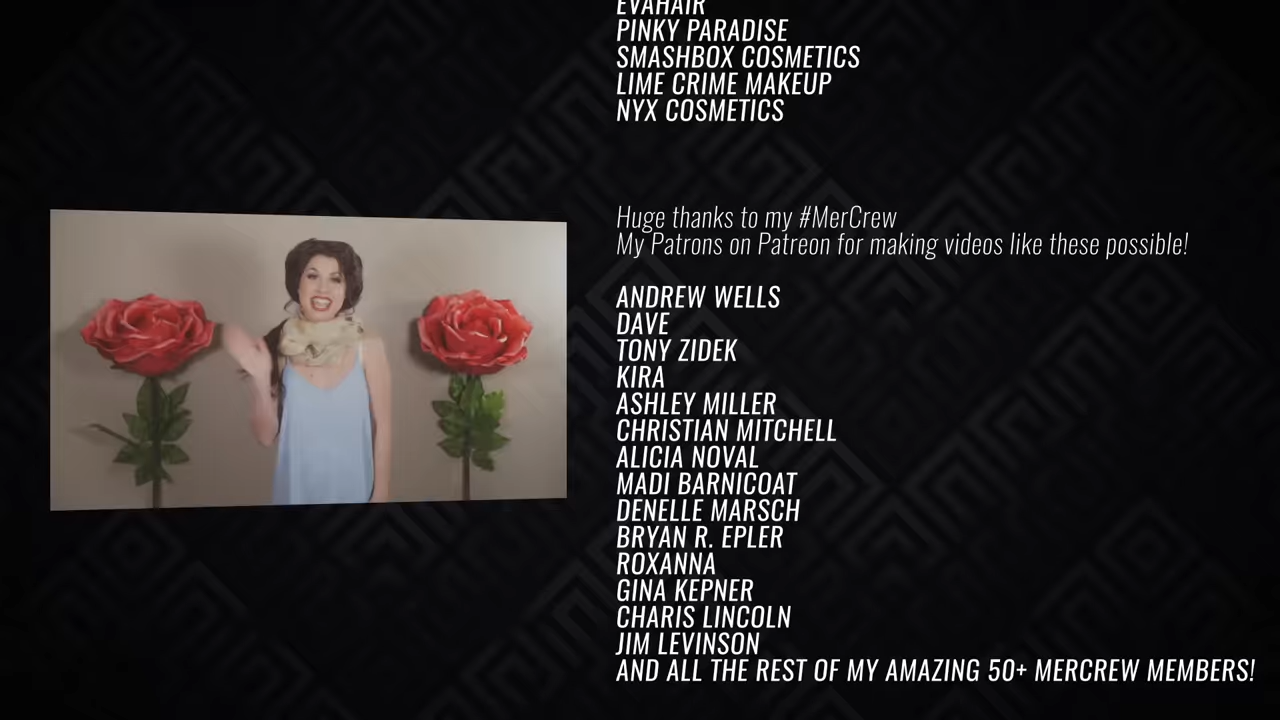 EVAHAIR
PINKY PARADISE
SMASHBOX COSMETICS
LIME CRIME MAKEUP
NYX COSMETICS
Huge thanks to my #MerCrew
My Patrons on Patreon for making videos like these possible!
ANDREW WELLS
DAVE
TONY ZIDEK
KIRA
ASHLEY MILLER
CHRISTIAN MITCHELL
ALICIA NOVAL
MADI BARNICOAT
DENELLE MARSCH
BRYAN R. EPLER
ROXANNA
GINA KEPNER
CHARIS LINCOLN
JIM LEVINSON
AND ALL THE REST OF MY AMAZING 50+ MERCREW MEMBERS!